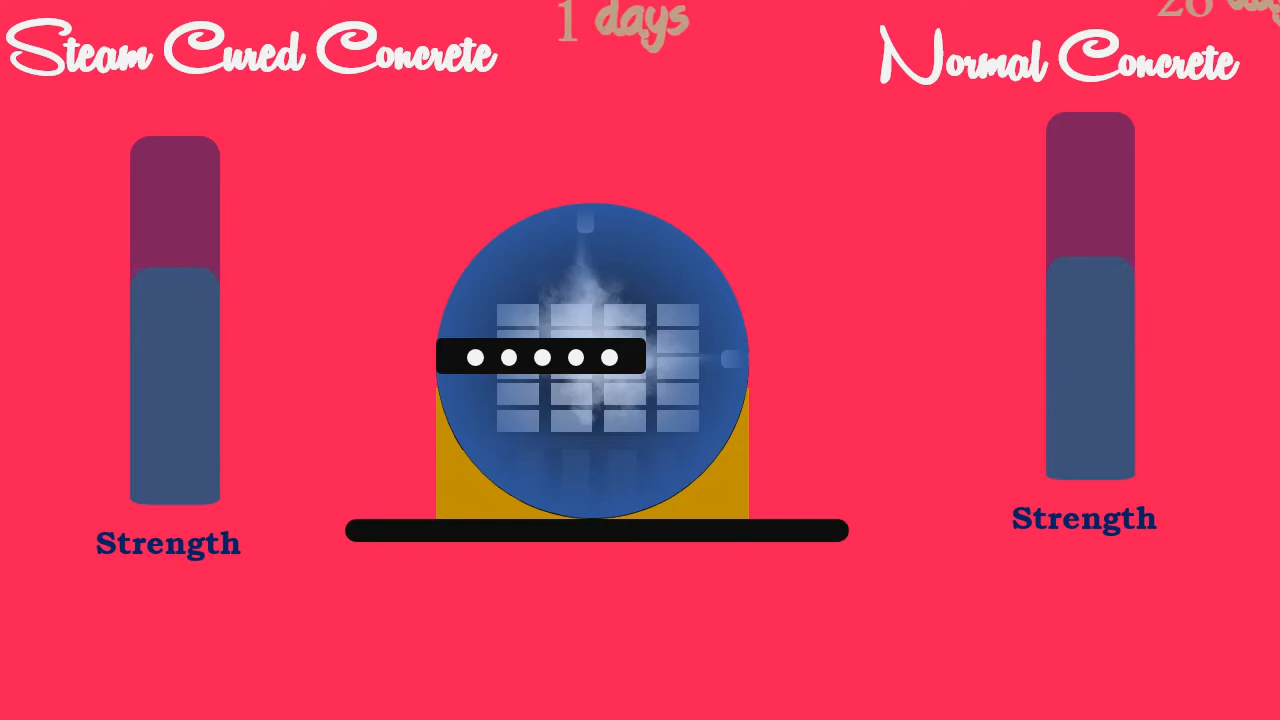 1 days
Steam Cured Concrete
Normal Concrete
Strength
Strength